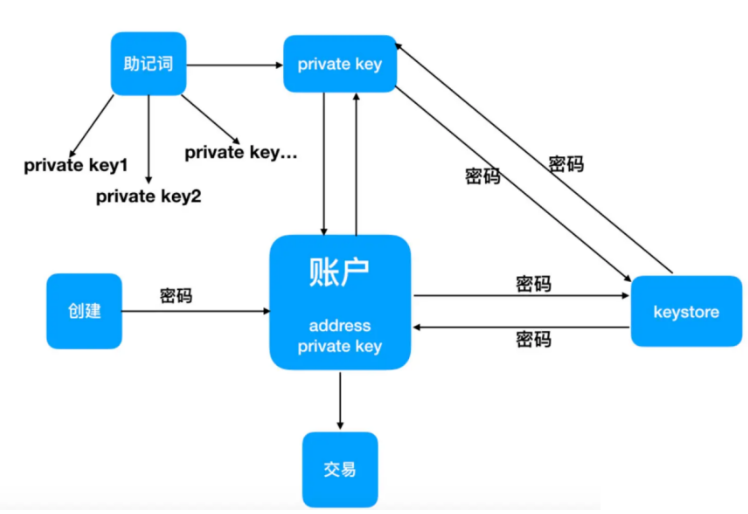 助记词
private key
private key1
private key2
private key...
密码
密码
创建
密码
账户
address
private key
密码
密码
keystore
交易